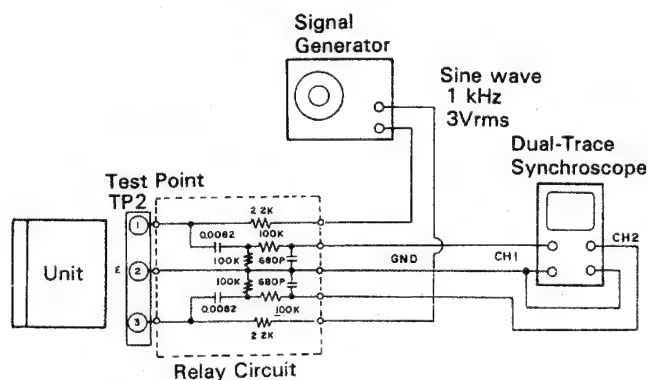 Signal
Generator
Sine wave
1 kHz
3Vrms
Dual-Trace
Synchroscope
Test Point
TP2
1
2.2K
0.0082
100K
CH2
Unit
E
2
100K
680P
GND
CH1
680P
0.0082
100K
3
2.2K
Relay Circuit